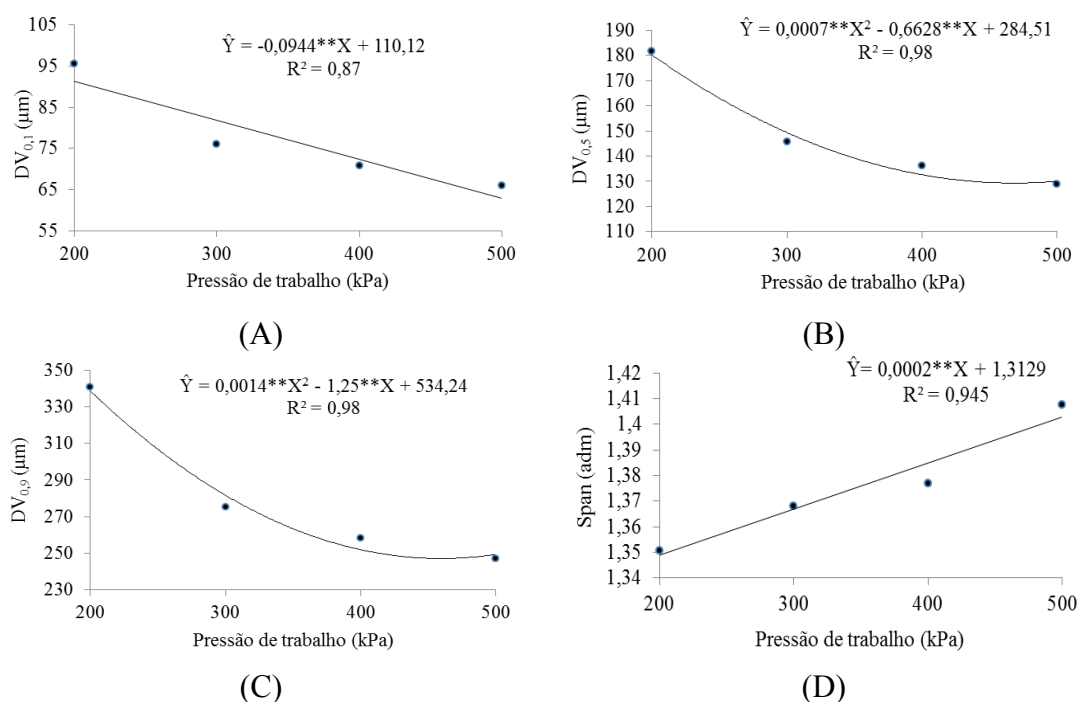 Ŷ = -0,0944**X + 110,12
R² = 0,87
105
95
85
75
65
55
DV0,1 (µm)
200
300
400
500
Pressão de trabalho (kPa)
(A)
Ŷ = 0,0007**X² - 0,6628**X + 284,51
R² = 0,98
190
180
170
160
150
140
130
120
110
DV0,5 (µm)
200
300
400
500
Pressão de trabalho (kPa)
(B)
Ŷ = 0,0014**X² - 1,25**X + 534,24
R² = 0,98
350
330
310
290
270
250
230
DV0,9 (µm)
200
300
400
500
Pressão de trabalho (kPa)
(C)
Ŷ= 0,0002**X + 1,3129
R² = 0,945
1,42
1,41
1,4
1,39
1,38
1,37
1,36
1,35
1,34
Span (adm)
200
300
400
500
Pressão de trabalho (kPa)
(D)